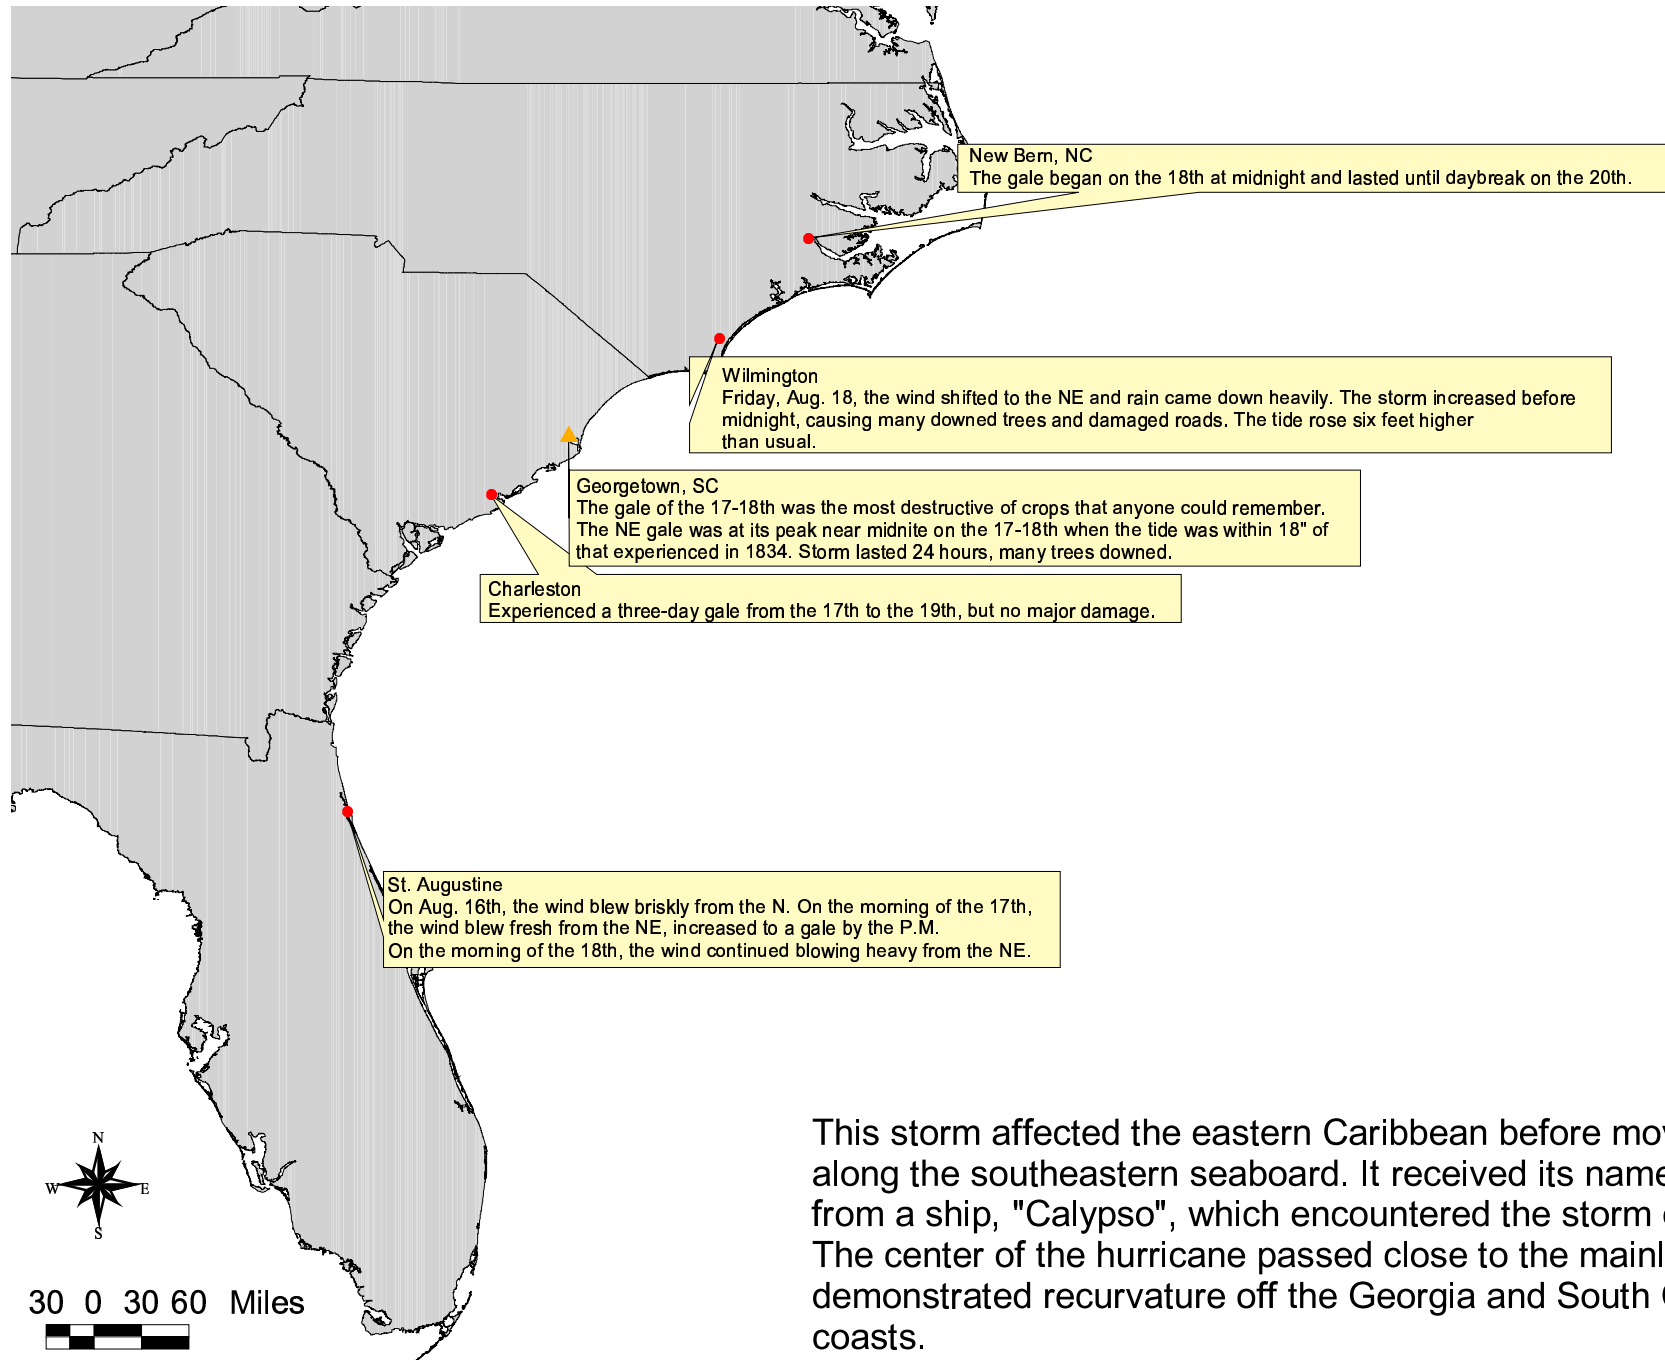 New Bern, NC
The gale began on the 18th at midnight and lasted until daybreak on the 20th.
Wilmington
Friday, Aug. 18, the wind shifted to the NE and rain came down heavily. The storm increased before
midnight, causing many downed trees and damaged roads. The tide rose six feet higher
than usual.
Georgetown, SC
The gale of the 17-18th was the most destructive of crops that anyone could remember.
The NE gale was at its peak near midnite on the 17-18th when the tide was within 18" of
that experienced in 1834. Storm lasted 24 hours, many trees downed.
Charleston
Experienced a three-day gale from the 17th to the 19th, but no major damage.
St. Augustine
On Aug. 16th, the wind blew briskly from the N. On the morning of the 17th,
the wind blew fresh from the NE, increased to a gale by the P.M.
On the morning of the 18th, the wind continued blowing heavy from the NE.
This storm affected the eastern Caribbean before
along the southeastern seaboard. It received its name
from a ship, "Calypso", which encountered the storm
The center of the hurricane passed close to the
demonstrated recurvature off the Georgia and South
coasts.
N
W E
S
30 0 30 60 Miles